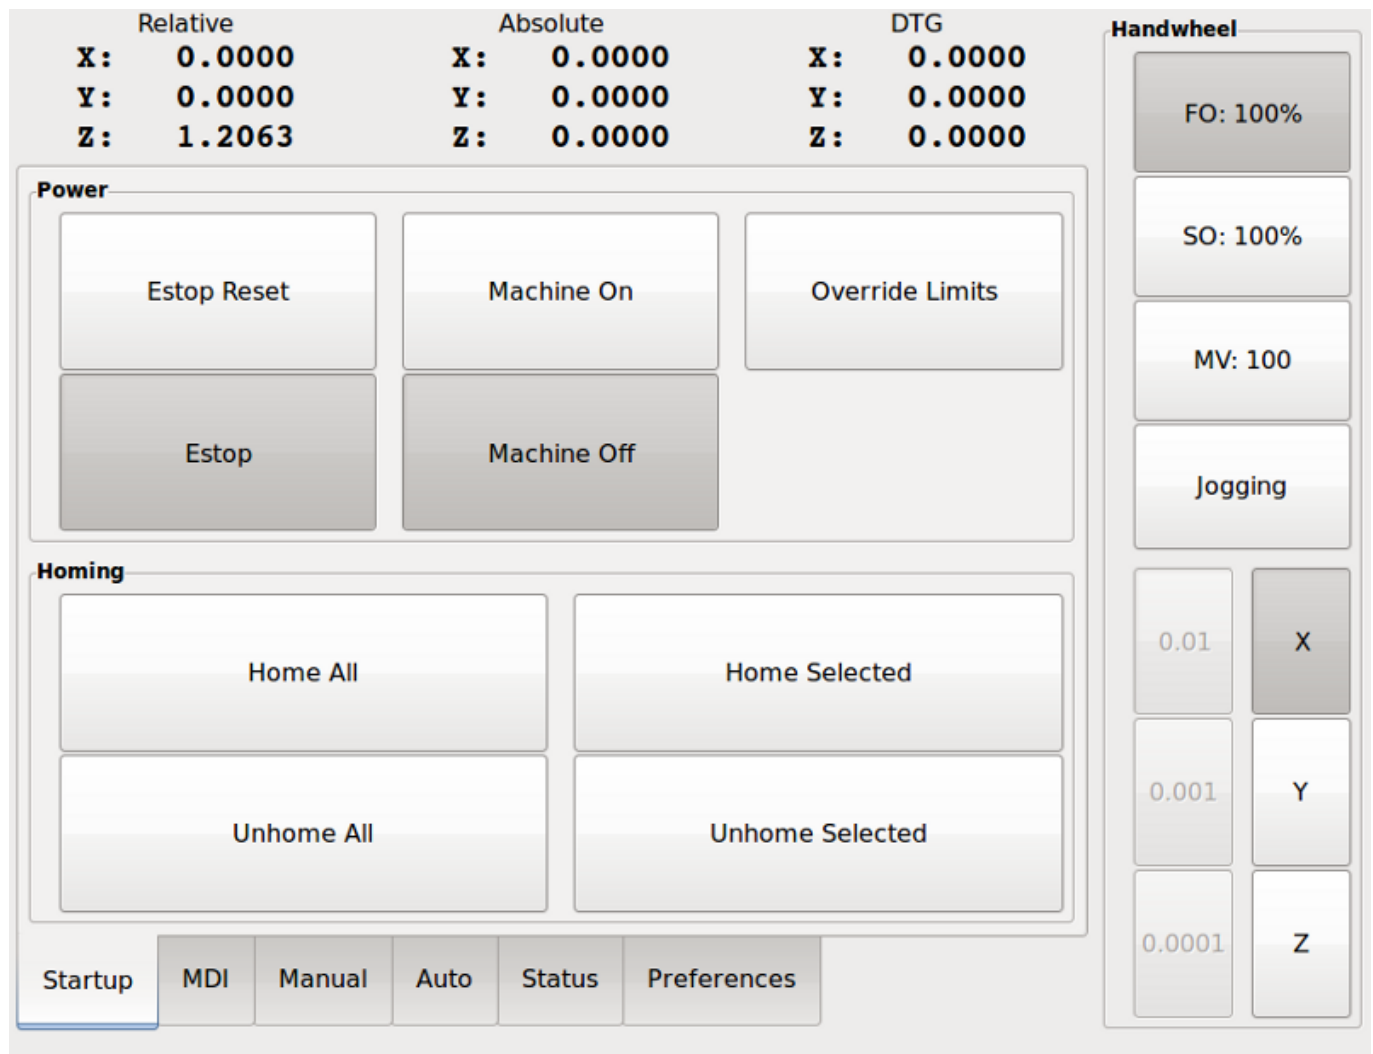 Relative Absolute DTG
X: 0.0000 X: 0.0000 X: 0.0000
Y: 0.0000 Y: 0.0000 Y: 0.0000
Z: 1.2063 Z: 0.0000 Z: 0.0000
Power
Estop Reset Machine On Override Limits
Estop Machine Off
Homing
Home All Home Selected
Unhome All Unhome Selected
Startup MDI Manual Auto Status Preferences
Handwheel
FO: 100%
SO: 100%
MV: 100
Jogging
0.01 X
0.001 Y
0.0001 Z